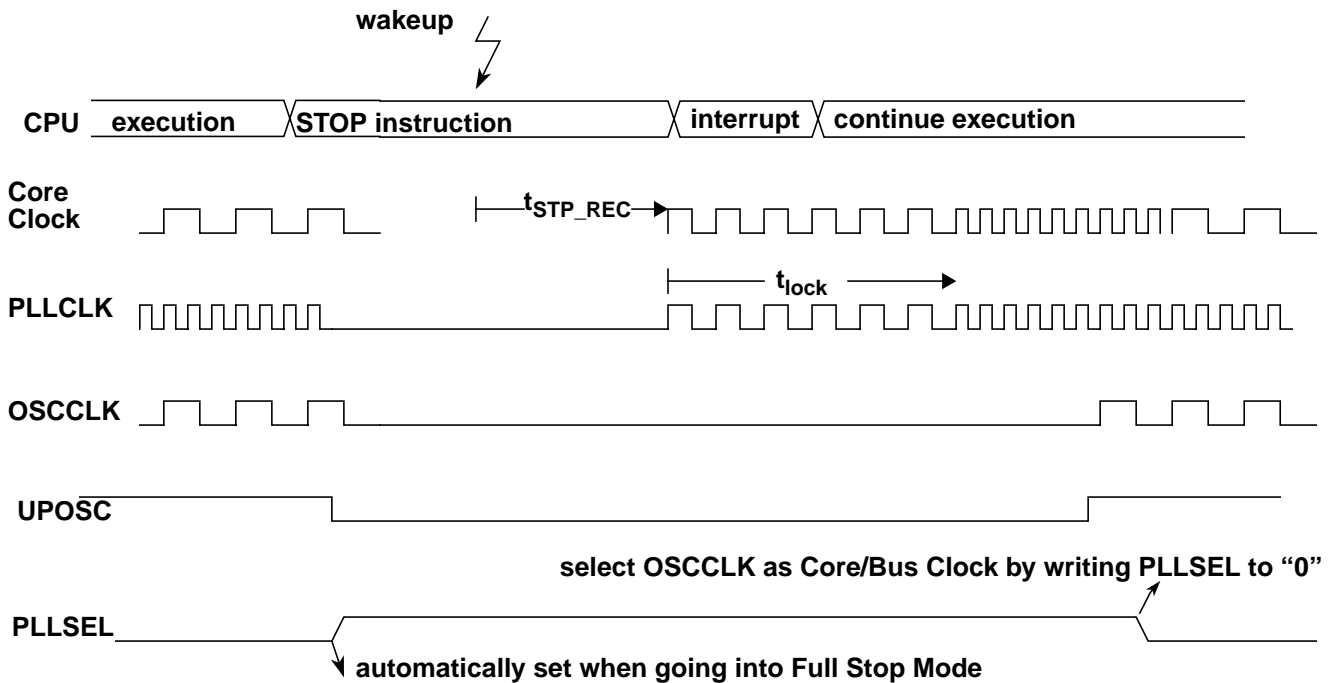 wakeup
CPU execution STOP instruction interrupt continue execution
Core
Clock
tSTP_REC
tlock
PLLCLK
OSCCLK
UPOSC
select OSCCLK as Core/Bus Clock by writing PLLSEL to “0”
PLLSEL
automatically set when going into Full Stop Mode